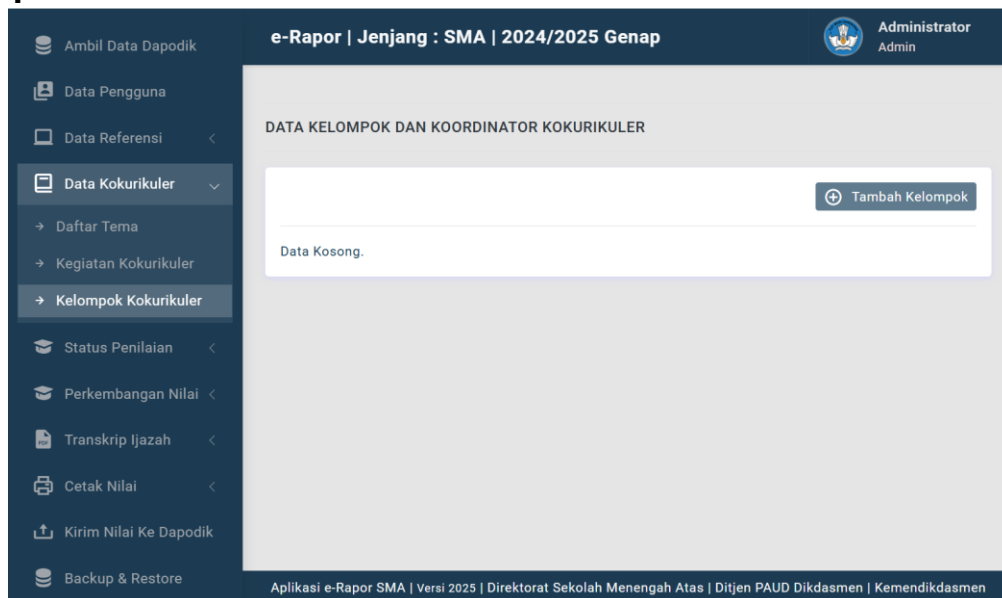 Ambil Data Dapodik
Data Pengguna
Data Referensi
Data Kokurikuler
Daftar Tema
Kegiatan Kokurikuler
Kelompok Kokurikuler
Status Penilaian
Perkembangan Nilai
Transkrip Ijazah
Cetak Nilai
Kirim Nilai Ke Dapodik
Backup & Restore
e-Rapor | Jenjang : SMA | 2024/2025 Genap
Administrator
Admin
DATA KELOMPOK DAN KOORDINATOR KOKURIKULER
Tambah Kelompok
Data Kosong.
Aplikasi e-Rapor SMA | Versi 2025 | Direktorat Sekolah Menengah Atas | Ditjen PAUD Dikdasmen | Kemendikdasmen